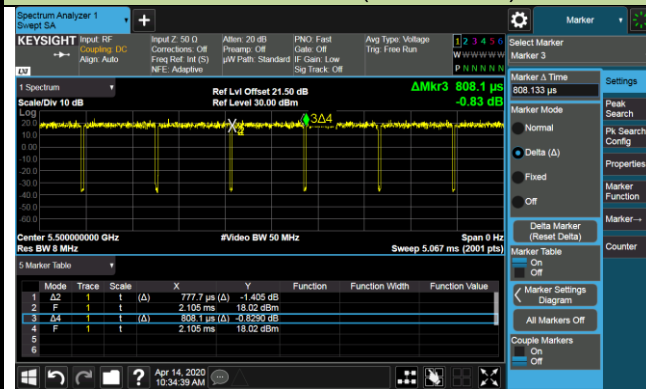 Spectrum Analyzer 1
Swept SA
+
Marker
KEYSIGHT
Input: RF
Coupling: DC
Align: Auto
Input Z: 50 Ω
Corrections: Off
Freq Ref: Int (S)
NFE: Adaptive
Atten: 20 dB
Preamp: Off
µW Path: Standard
PNO: Fast
Gate: Off
IF Gain: Low
Sig Track: Off
Avg Type: Voltage
Trig: Free Run
1 2 3 4 5 6
W W W W W W
P N N N N N
LXI
Select Marker
Marker 3
Marker Δ Time
808.133 µs
Settings
Peak
Search
Pk Search
Config
Properties
Marker
Function
Marker→
Counter
Marker Mode
Normal
Delta (Δ)
Fixed
Off
Delta Marker
(Reset Delta)
Marker Table
On
Off
Marker Settings
Diagram
All Markers Off
Couple Markers
On
Off
1 Spectrum
Scale/Div 10 dB
Ref Lvl Offset 21.50 dB
Ref Level 30.00 dBm
ΔMkr3 808.1 µs
-0.83 dB
Log
20.0
10.0
0.00
-10.0
-20.0
-30.0
-40.0
-50.0
-60.0
3Δ4
Center 5.500000000 GHz
Res BW 8 MHz
#Video BW 50 MHz
Span 0 Hz
Sweep 5.067 ms (2001 pts)
5 Marker Table
Mode Trace Scale X Y Function Function Width Function Value
1 Δ2 1 t (Δ) 777.7 µs (Δ) -1.405 dB
2 F 1 t 2.105 ms 18.02 dBm
3 Δ4 1 t (Δ) 808.1 µs (Δ) -0.8290 dB
4 F 1 t 2.105 ms 18.02 dBm
5
6
?
Apr 14, 2020
10:34:39 AM